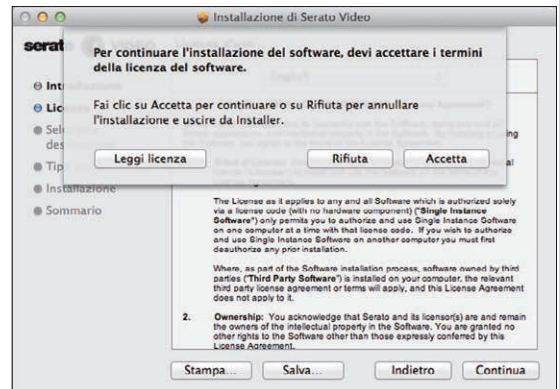 Installazione di Serato Video
serat
Per continuare l'installazione del software, devi accettare i termini
della licenza del software.
Fai clic su Accetta per continuare o su Rifiuta per annullare
l'installazione e uscire da Installer.
Leggi licenza
Rifiuta
Accetta
Int
Lic
Sel
des
Tip
Installazione
Sommario
The License as it applies to any and all Software which is authorized solely
via a license code (with no hardware component) ("Single Instance
Software") only permits you to authorize and use Single Instance Software
on one computer at a time with that license code. If you wish to authorize
and use Single Instance Software on another computer you must first
deauthorize any prior installation.
Where, as part of the Software installation process, software owned by third
parties ("Third Party Software") is installed on your computer, the relevant
third party license agreement or terms will apply, and this License Agreement
does not apply to it.
2. Ownership: You acknowledge that Serato and its licensor(s) are and remain
the owners of the intellectual property in the Software. You are granted no
other rights to the Software other than those expressly conferred by this
License Agreement.
Stampa...
Salva...
Indietro
Continua